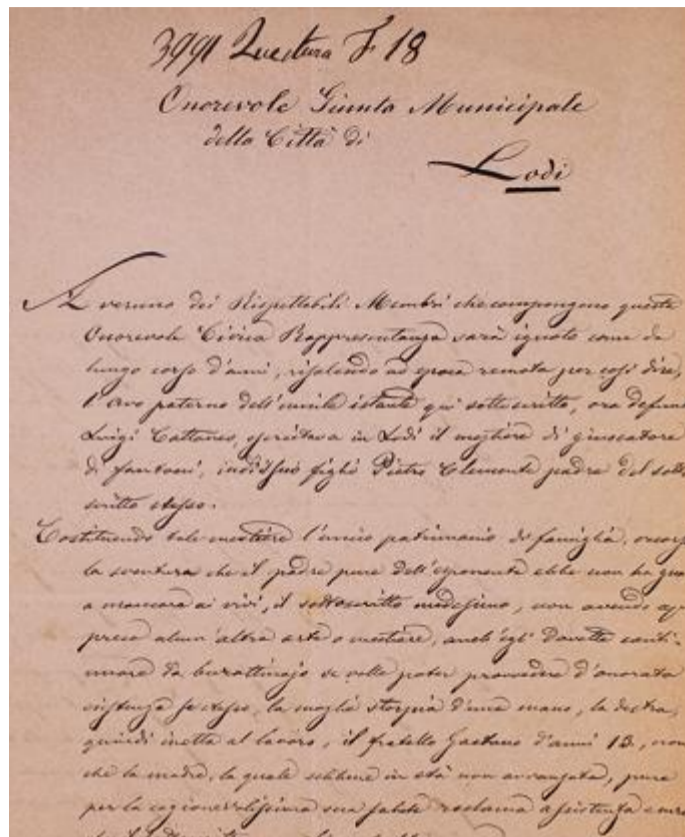 3991 Questura F 18
Onorevole Giunta Municipale
della Città di
Lodi
A veruno dei Rispettabili Membri che compongono questa
Onorevole Civica Rappresentanza sarà ignoto come da
lungo corso d'anni, risalendo ad epoca remota per così dire,
l'avo paterno dell'umile istante qui sottoscritto, ora defun
Luigi Cattaneo, esercitava in Lodi il mestiere di giuocatore
di fantocci, indi suo figlio Pietro Clemente padre del sotto
scritto stesso.
Costituendo tale mestiere l'unico patrimonio di famiglia,
la sventura che il padre pure dell'esponente ebbe non ha gua
a mancare ai vivi, il sottoscritto medesimo, non avendo
preso alcun'altra arte o mestiere, anch'egli dovette conti-
nuare da burattinajo se volle poter provvedere d'onorata
sistenza se stesso, la moglie storpia d'una mano, la destra,
quindi inetta al lavoro, il fratello Gaetano d'anni 13, non
che la madre, la quale sebbene in età non avanzata, pure
per la cagionevolissima sua salute reclama assistenza